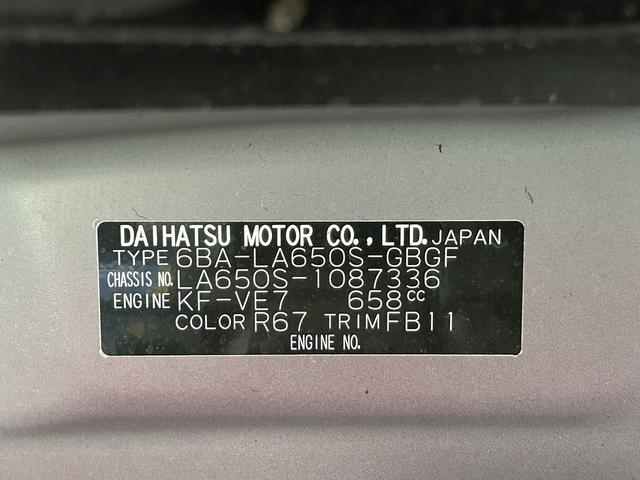 DAIHATSU MOTOR CO.,LTD. JAPAN
TYPE 6BA-LA650S-GBGF
CHASSIS NO. LA650S-1087336
ENGINE KF-VE7 658cc
COLOR R67 TRIM FB11
ENGINE NO.